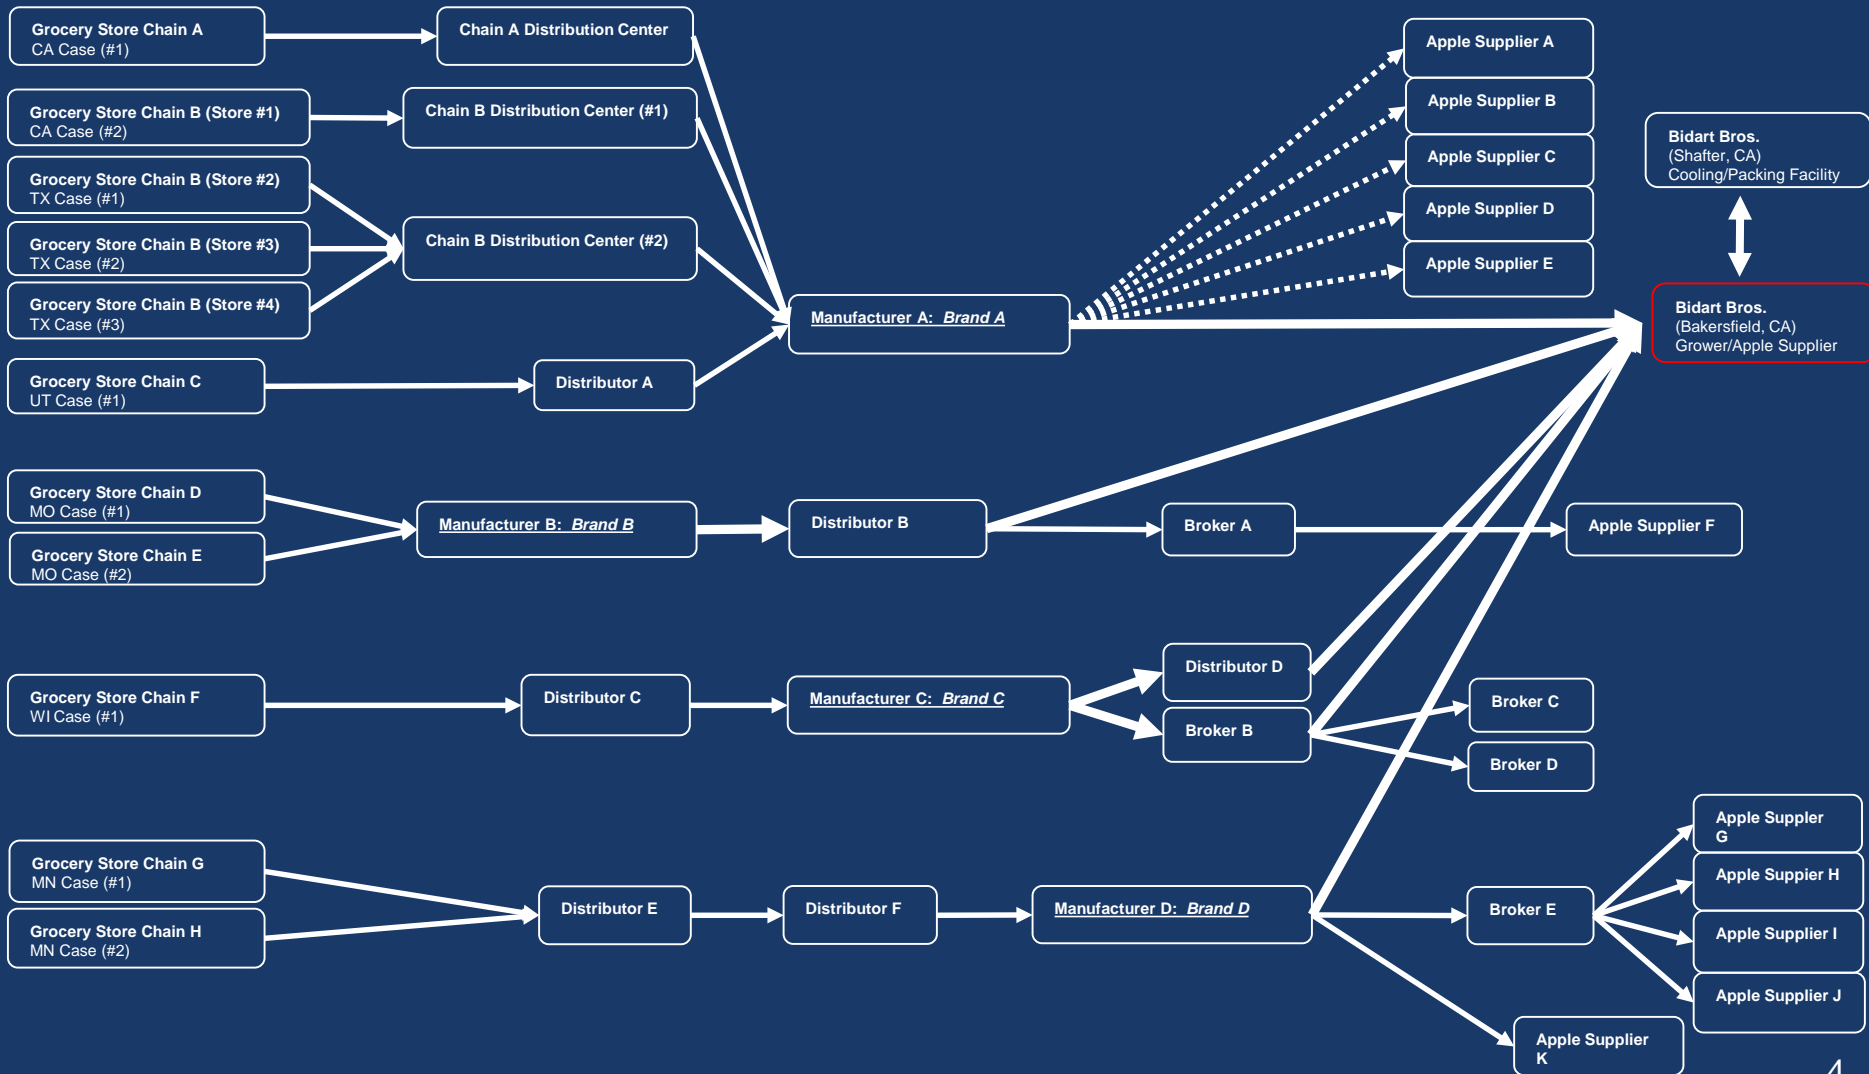 Grocery Store Chain A
CA Case (#1)
Chain A Distribution Center
Grocery Store Chain B (Store #1)
CA Case (#2)
Chain B Distribution Center (#1)
Grocery Store Chain B (Store #2)
TX Case (#1)
Grocery Store Chain B (Store #3)
TX Case (#2)
Chain B Distribution Center (#2)
Grocery Store Chain B (Store #4)
TX Case (#3)
Manufacturer A: Brand A
Grocery Store Chain C
UT Case (#1)
Distributor A
Apple Supplier A
Apple Supplier B
Apple Supplier C
Apple Supplier D
Apple Supplier E
Bidart Bros.
(Shafter, CA)
Cooling/Packing Facility
Bidart Bros.
(Bakersfield, CA)
Grower/Apple Supplier
Grocery Store Chain D
MO Case (#1)
Grocery Store Chain E
MO Case (#2)
Manufacturer B: Brand B
Distributor B
Broker A
Apple Supplier F
Grocery Store Chain F
WI Case (#1)
Distributor C
Manufacturer C: Brand C
Distributor D
Broker B
Broker C
Broker D
Grocery Store Chain G
MN Case (#1)
Grocery Store Chain H
MN Case (#2)
Distributor E
Distributor F
Manufacturer D: Brand D
Broker E
Apple Suppler
G
Apple Suppier H
Apple Supplier I
Apple Supplier J
Apple Supplier
K
4